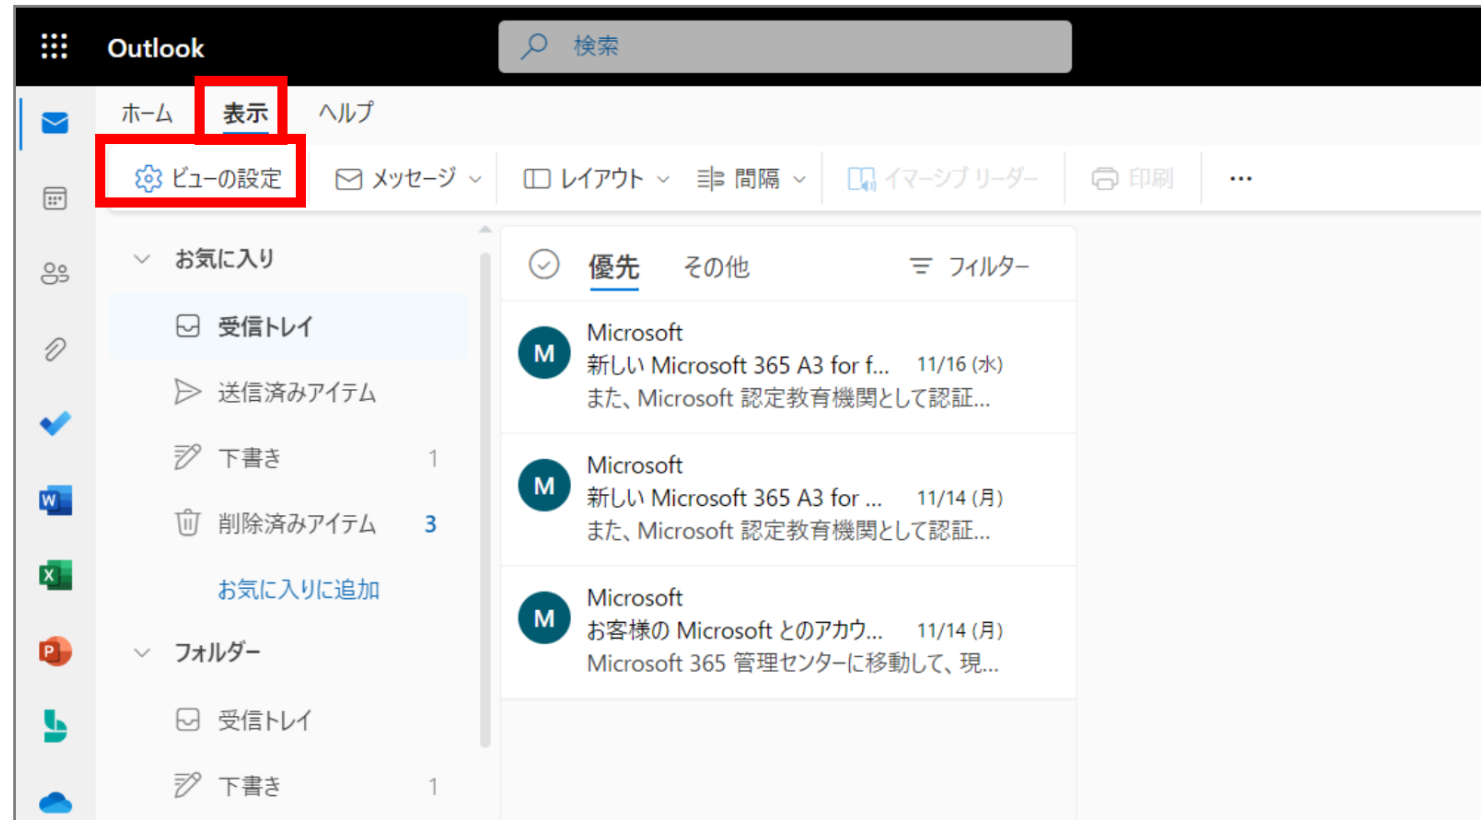 Outlook
検索
ホーム 表示 ヘルプ
ビューの設定 メッセージ レイアウト 間隔 イマーシブ リーダー 印刷 ...
お気に入り
受信トレイ
送信済みアイテム
下書き 1
削除済みアイテム 3
お気に入りに追加
フォルダー
受信トレイ
下書き 1
優先 その他 フィルター
M
Microsoft
新しい Microsoft 365 A3 for f... 11/16 (水)
また、Microsoft 認定教育機関として認証...
M
Microsoft
新しい Microsoft 365 A3 for ... 11/14 (月)
また、Microsoft 認定教育機関として認証...
M
Microsoft
お客様の Microsoft とのアカウ... 11/14 (月)
Microsoft 365 管理センターに移動して、現...
W
X
P